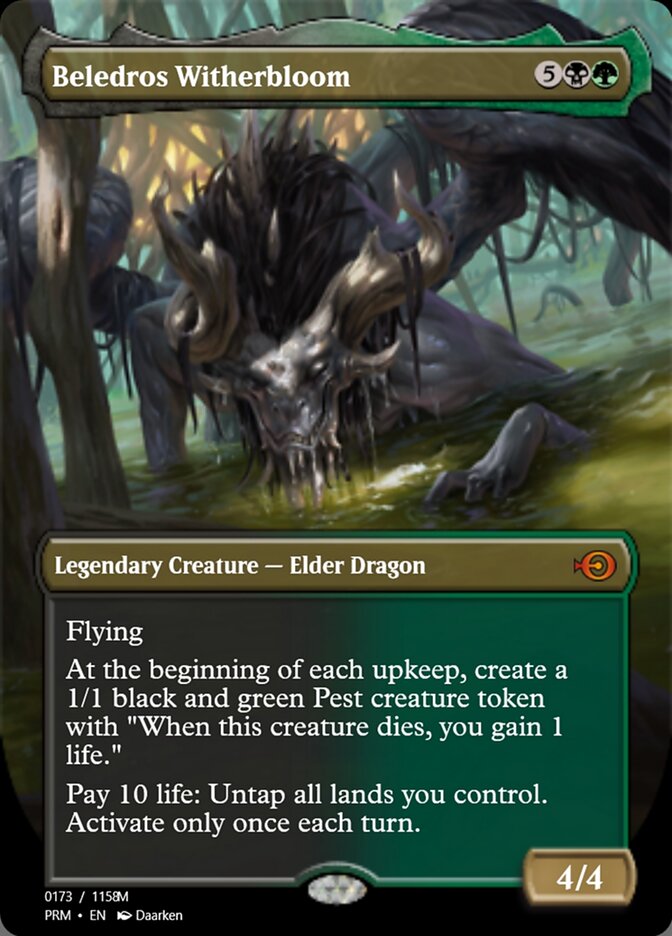 Beledros Witherbloom 5
Legendary Creature — Elder Dragon
Flying
At the beginning of each upkeep, create a
1/1 black and green Pest creature token
with "When this creature dies, you gain 1
life."
Pay 10 life: Untap all lands you control.
Activate only once each turn.
4/4
0173 / 1158M
PRM • EN Daarken